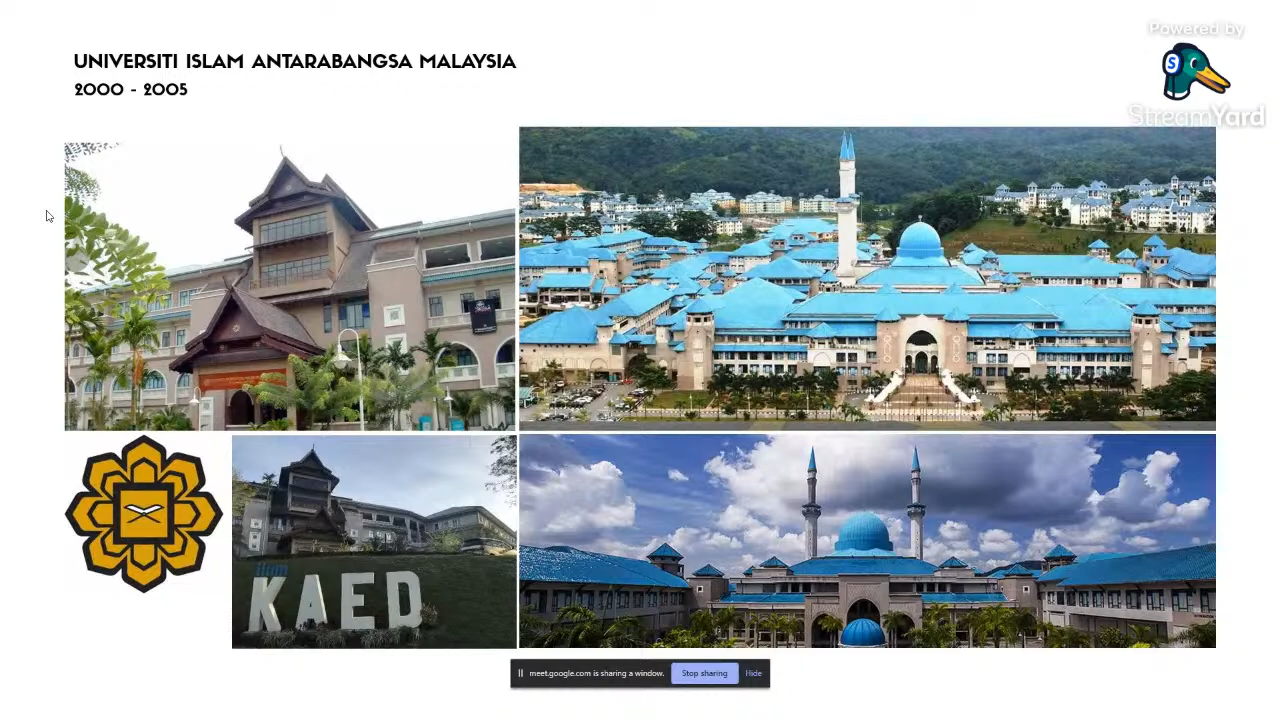 UNIVERSITI ISLAM ANTARABANGSA MALAYSIA
2000 - 2005
Powered by
S
StreamYard
KAED
meet.google.com is sharing a window.
Stop sharing
Hide